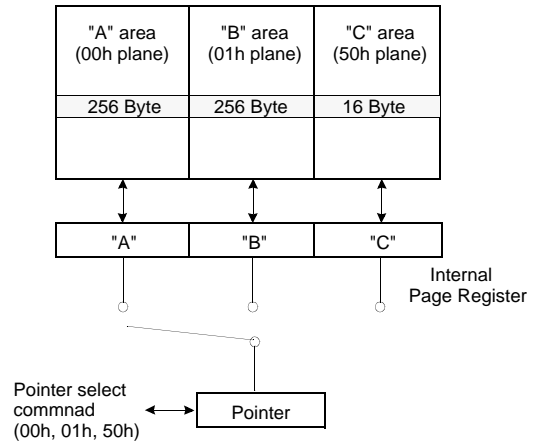 "A" area
(00h plane)
"B" area
(01h plane)
"C" area
(50h plane)
256 Byte
256 Byte
16 Byte
"A"
"B"
"C"
Internal
Page Register
Pointer select
commnad
(00h, 01h, 50h)
Pointer